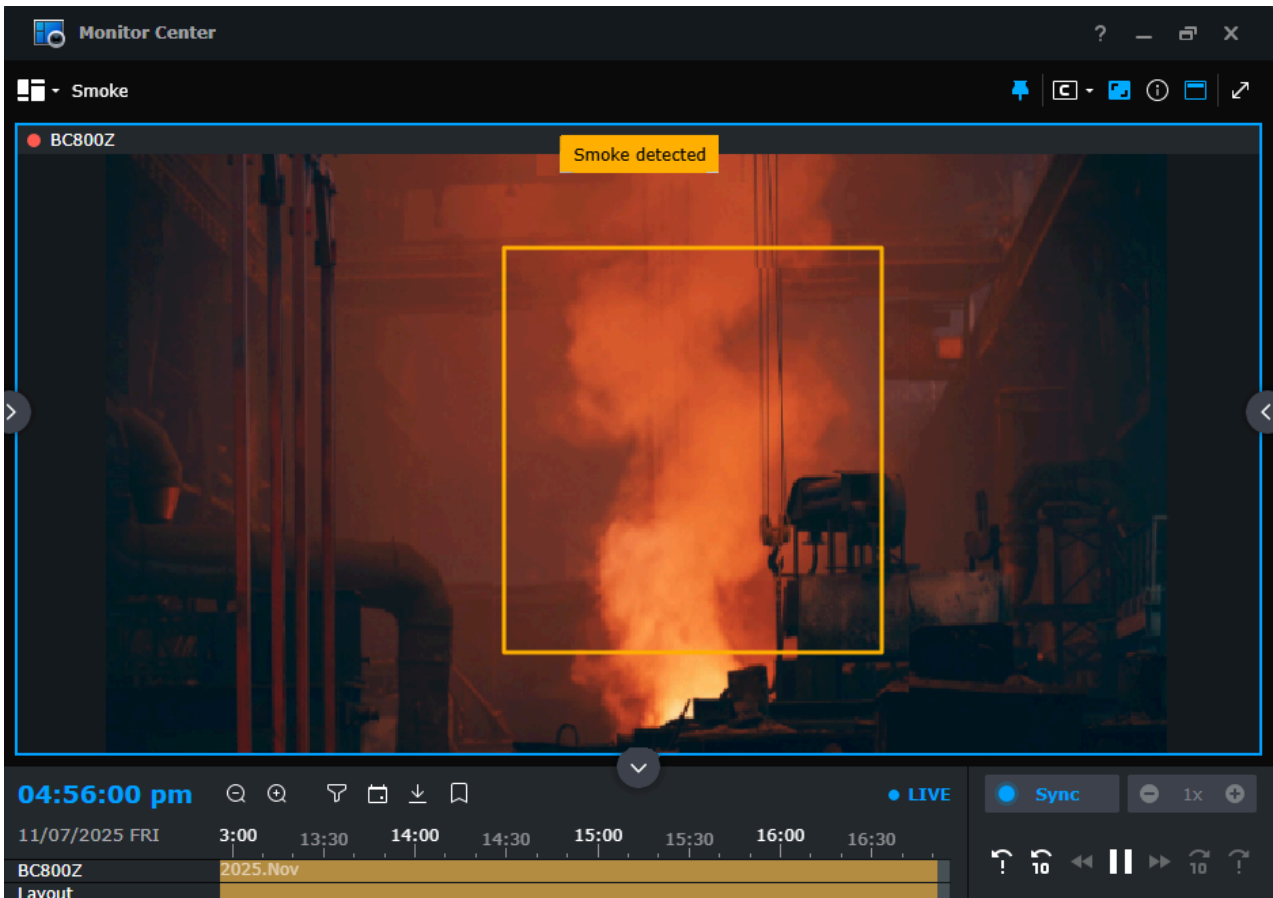 Monitor Center
?
Smoke
C
BC800Z
Smoke detected
04:56:00 pm
LIVE
Sync
1x
11/07/2025 FRI
3:00 13:30 14:00 14:30 15:00 15:30 16:00 16:30
BC800Z
2025.Nov
! 10 10 !
Layout